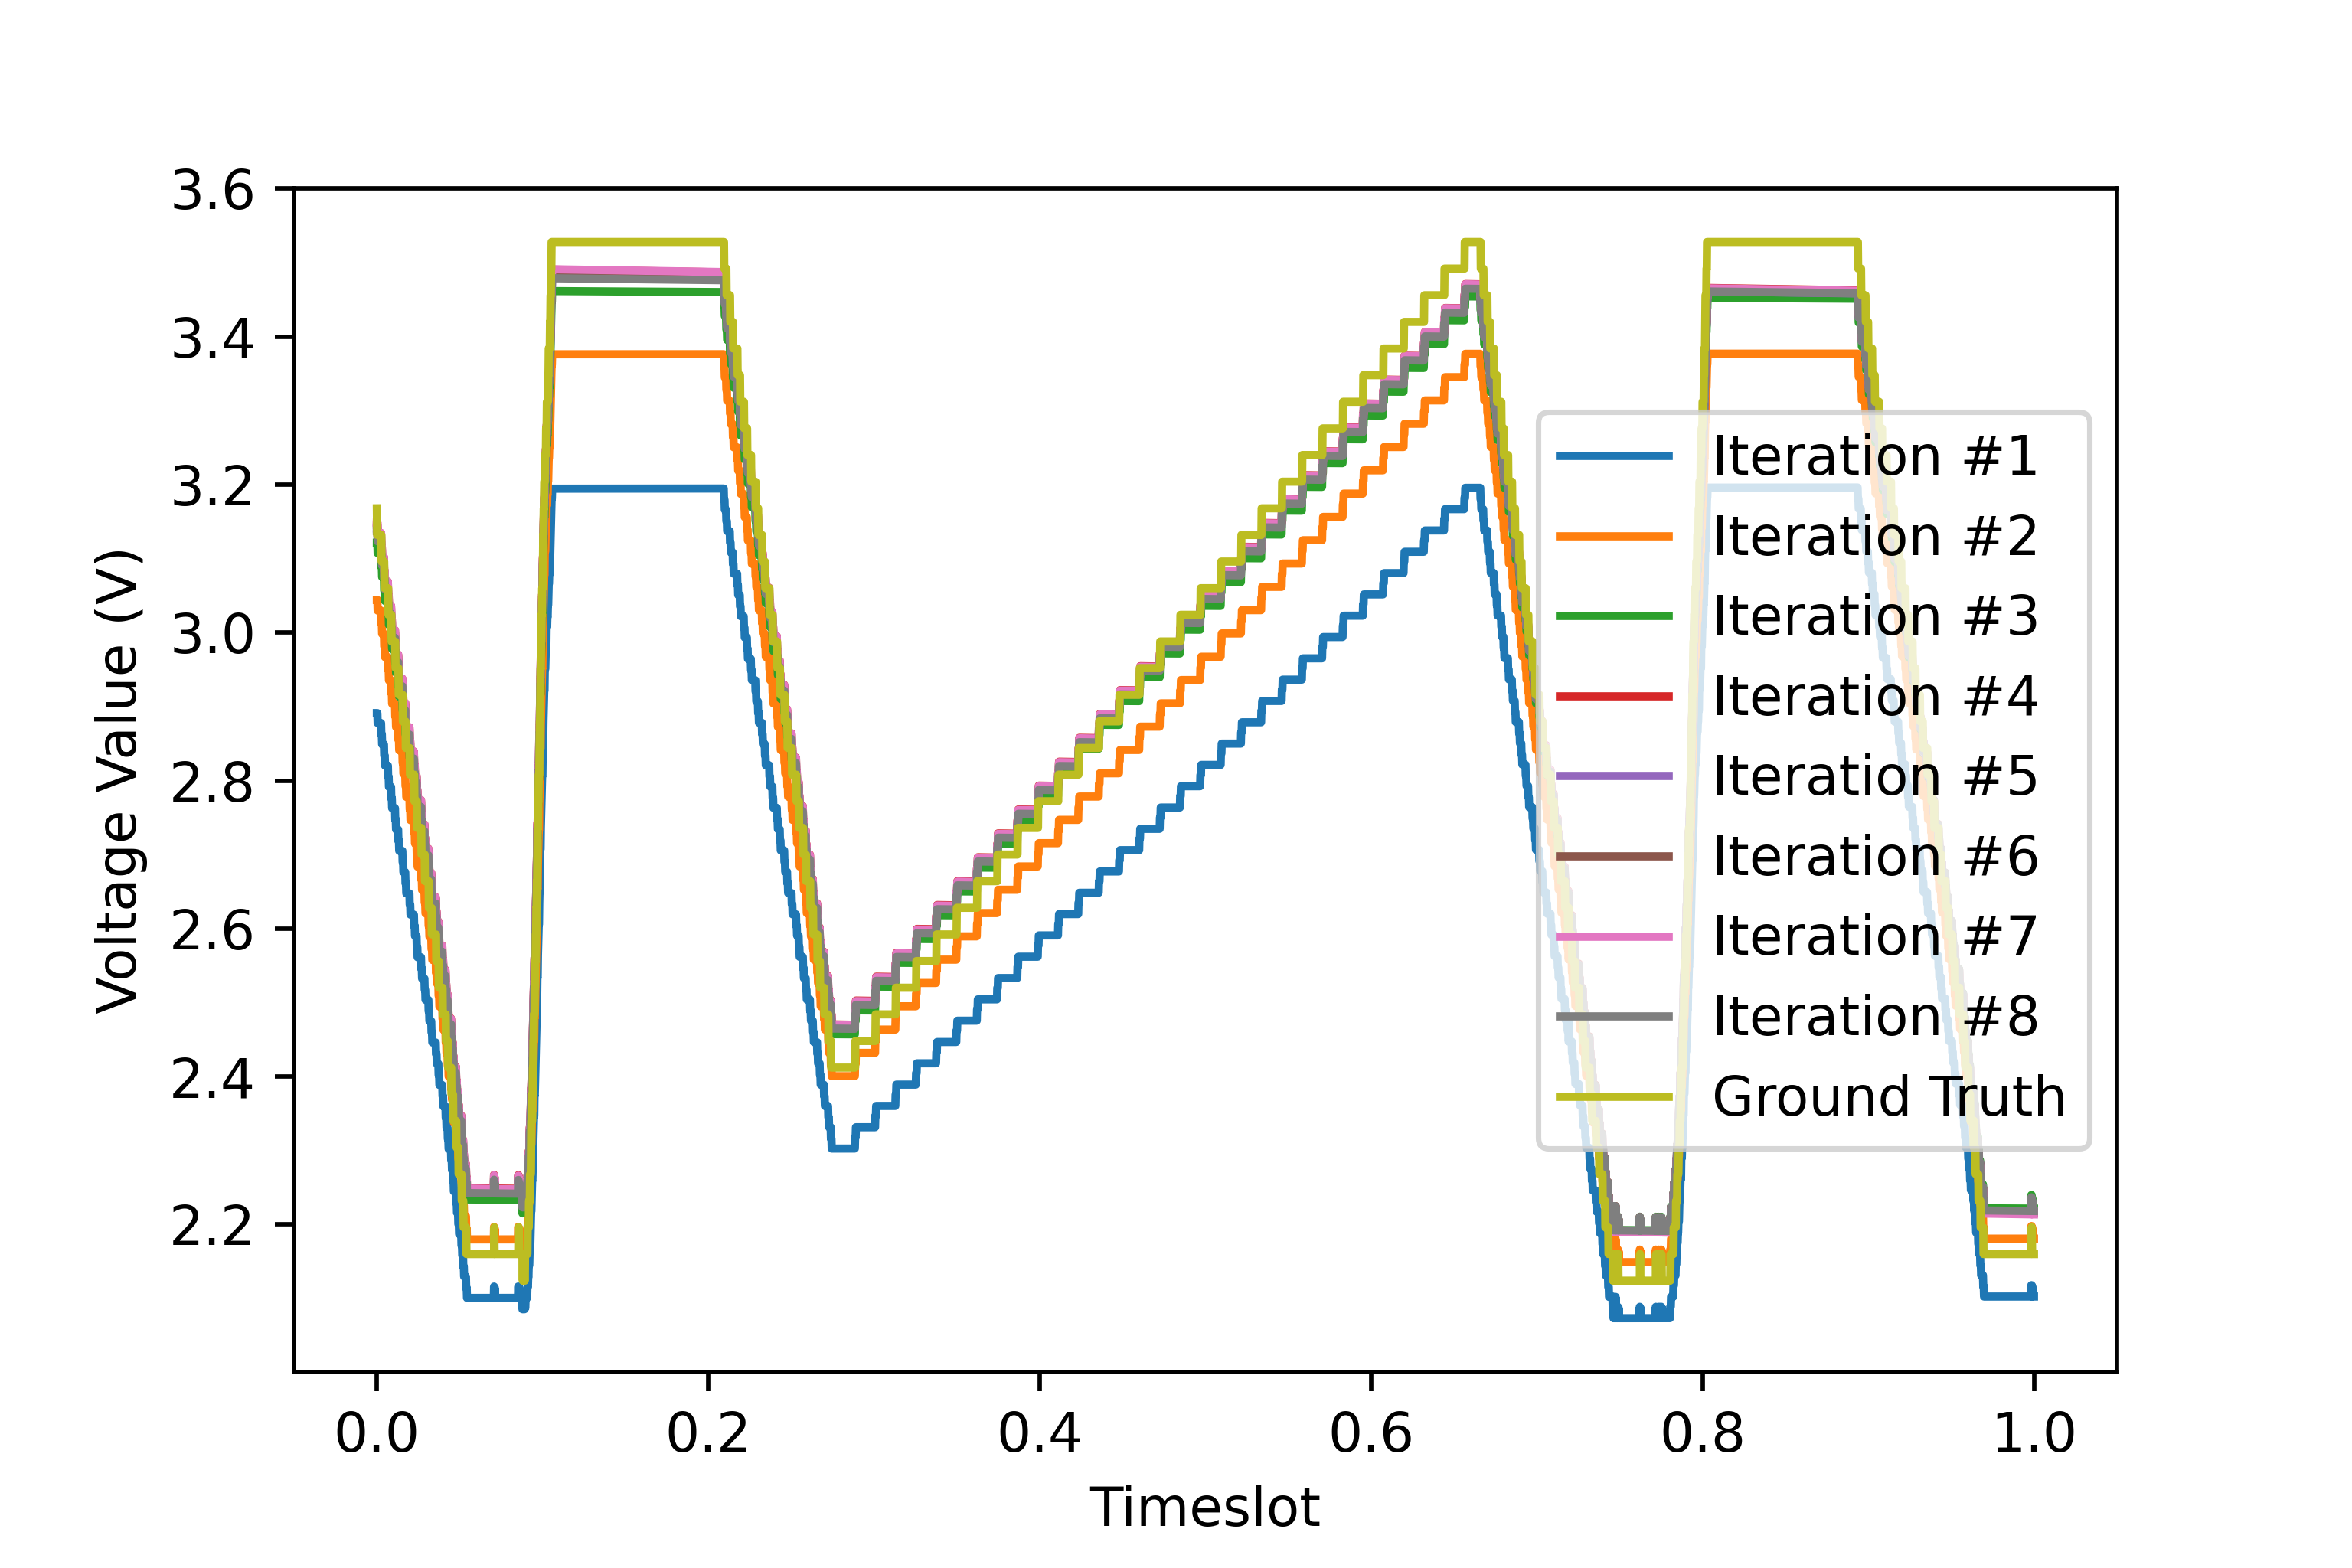 3.6
3.4
3.2
3.0
2.8
2.6
2.4
2.2
Voltage Value (V)
0.0 0.2 0.4 0.6 0.8 1.0
Timeslot
Iteration #1
Iteration #2
Iteration #3
Iteration #4
Iteration #5
Iteration #6
Iteration #7
Iteration #8
Ground Truth